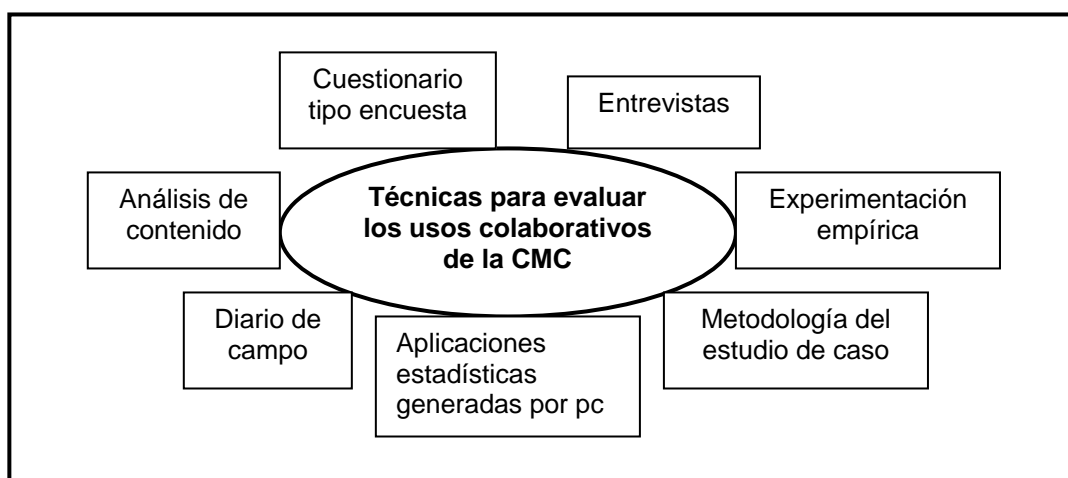 Cuestionario
tipo encuesta
Entrevistas
Análisis de
contenido
Técnicas para evaluar
los usos colaborativos
de la CMC
Experimentación
empírica
Diario de
campo
Aplicaciones
estadísticas
generadas por pc
Metodología del
estudio de caso